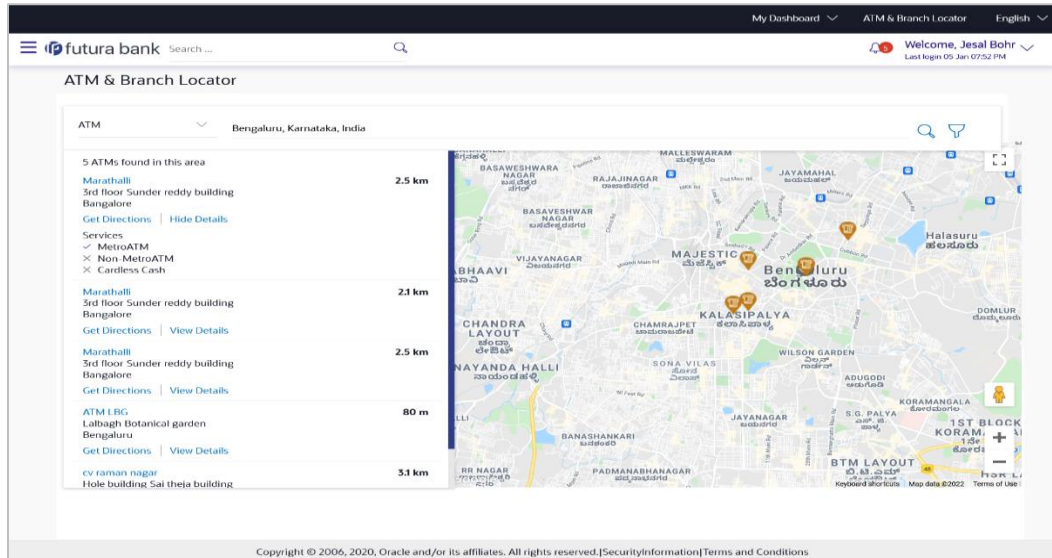 My Dashboard ATM & Branch Locator English
futura bank Search ... 5 Welcome, Jesal Bohr
Last login 05 Jan 07:52 PM
ATM & Branch Locator
ATM Bengaluru, Karnataka, India
5 ATMs found in this area
Marathalli 2.5 km
3rd floor Sunder reddy building
Bangalore
Get Directions | Hide Details
Services
MetroATM
Non-MetroATM
Cardless Cash
Marathalli 2.1 km
3rd floor Sunder reddy building
Bangalore
Get Directions | View Details
Marathalli 2.5 km
3rd floor Sunder reddy building
Bangalore
Get Directions | View Details
ATM LBG 80 m
Lalbagh Botanical garden
Bengaluru
Get Directions | View Details
cv raman nagar 3.1 km
Hole building Sai theja building
MALLESWARAM
BASAWESHWARA
NAGAR
RAJAJINAGAR
JAYAMAHAL
BASAVESHWAR
NAGAR
Halasuru
ಹಲಸೂರು
VIJAYANAGAR
ವಿಜಯನಗರ
MAJESTIC
ಮೆಜೆಸ್ಟಿಕ್
BHAAVI
Bengaluru
ಬೆಂಗಳೂರು
DOMLUR
KALASIPALYA
CHANDRA
LAYOUT
CHAMRAJPET
WILSON GARDEN
NAYANDA HALLI
SONA VILAS
ADUGODI
KORAMANGALA
JAYANAGAR
S.G. PALYA
1ST BLOCK
KORAM
BANASHANKARI
BTM LAYOUT
RR NAGAR
PADMANABHANAGAR
HSR L
Keyboard shortcuts Map data ©2022 Terms of Use
Copyright © 2006, 2020, Oracle and/or its affiliates. All rights reserved.|SecurityInformation|Terms and Conditions